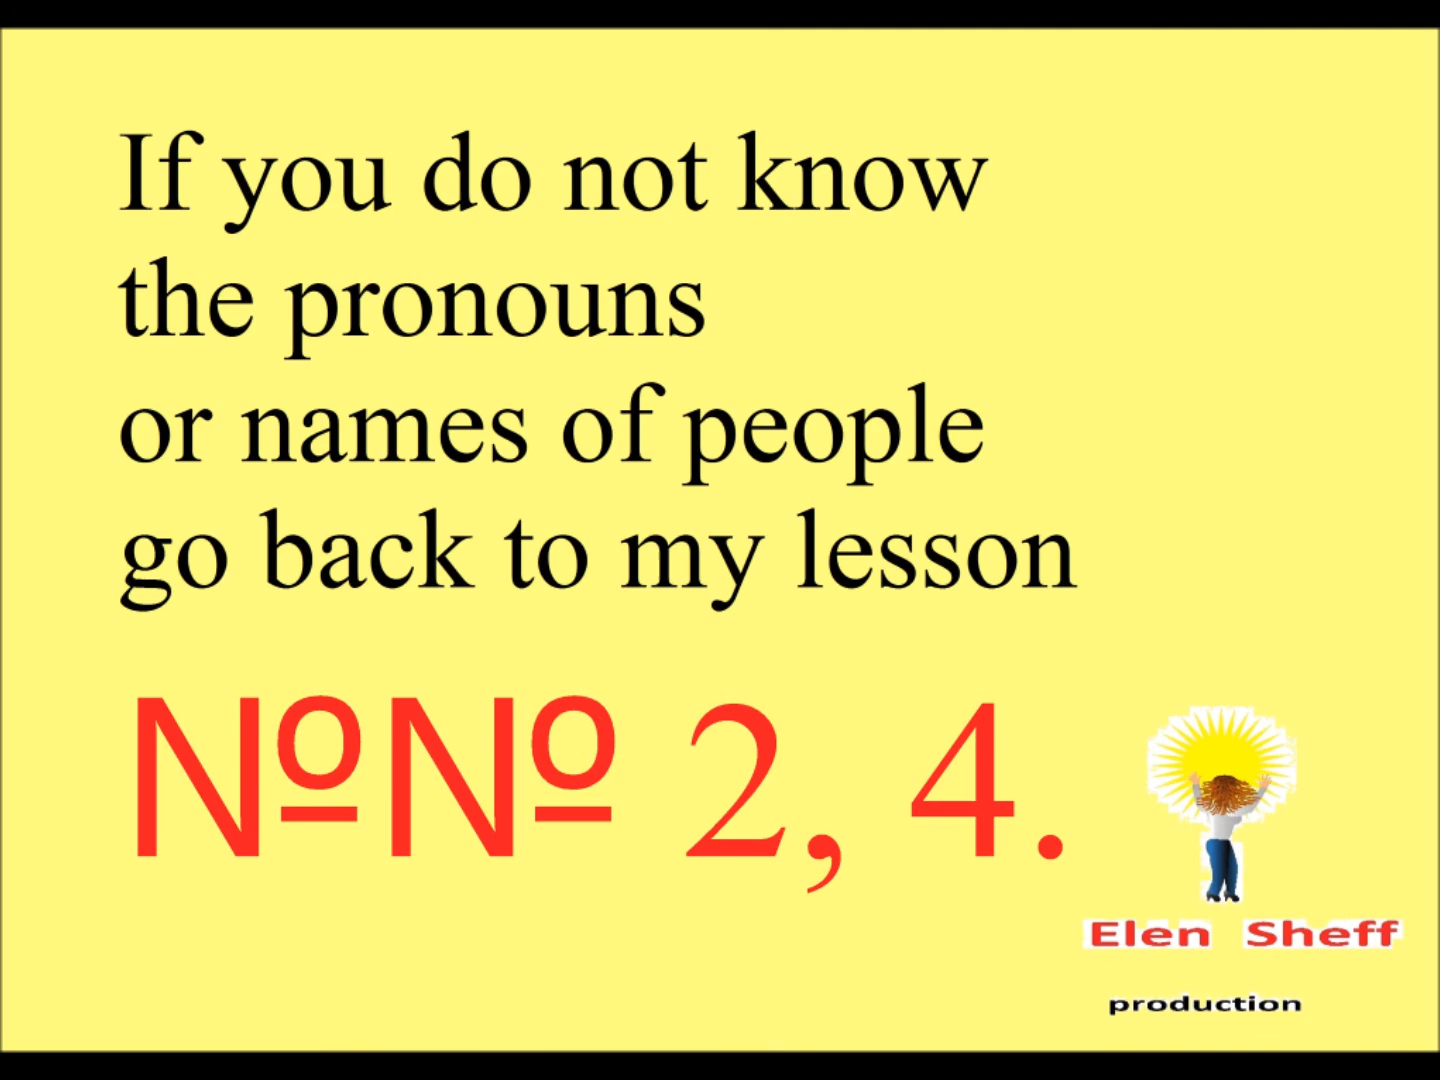 If you do not know
the pronouns
or names of people
go back to my lesson
№№ 2, 4.
Elen Sheff
production